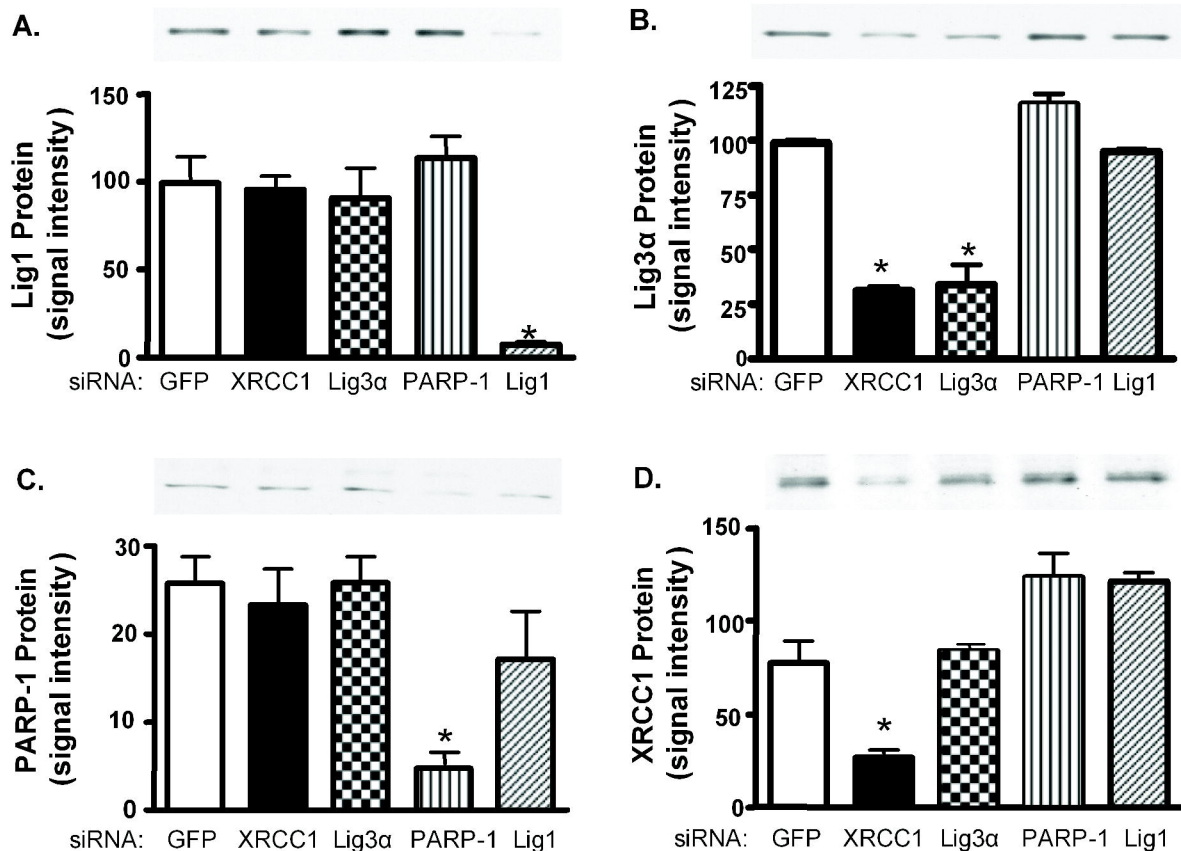 A.
Lig1 Protein
(signal intensity)
150
100
50
0
*
siRNA: GFP XRCC1 Lig3α PARP-1 Lig1
B.
Lig3α Protein
(signal intensity)
125
100
75
50
25
0
* *
siRNA: GFP XRCC1 Lig3α PARP-1 Lig1
C.
PARP-1 Protein
(signal intensity)
30
20
10
0
*
siRNA: GFP XRCC1 Lig3α PARP-1 Lig1
D.
XRCC1 Protein
(signal intensity)
150
100
50
0
*
siRNA: GFP XRCC1 Lig3α PARP-1 Lig1